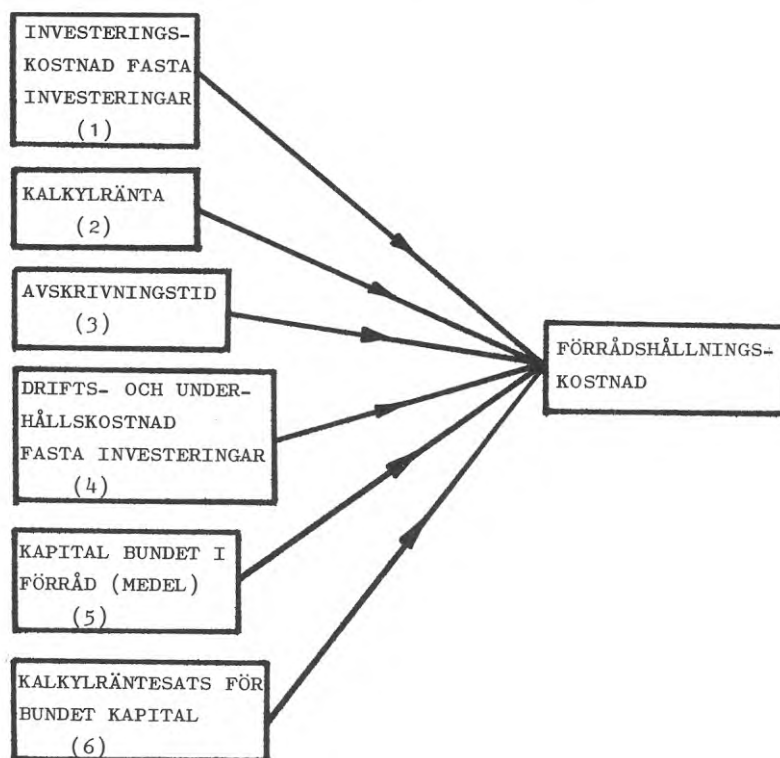 INVESTERINGS-
KOSTNAD FASTA
INVESTERINGAR
(1)
KALKYLRÄNTA
(2)
AVSKRIVNINGSTID
(3)
DRIFTS- OCH UNDER-
HÅLLSKOSTNAD
FASTA INVESTERINGAR
(4)
KAPITAL BUNDET I
FÖRRÅD (MEDEL)
(5)
KALKYLRÄNTESATS FÖR
BUNDET KAPITAL
(6)
FÖRRÅDSHÅLLNINGS-
KOSTNAD